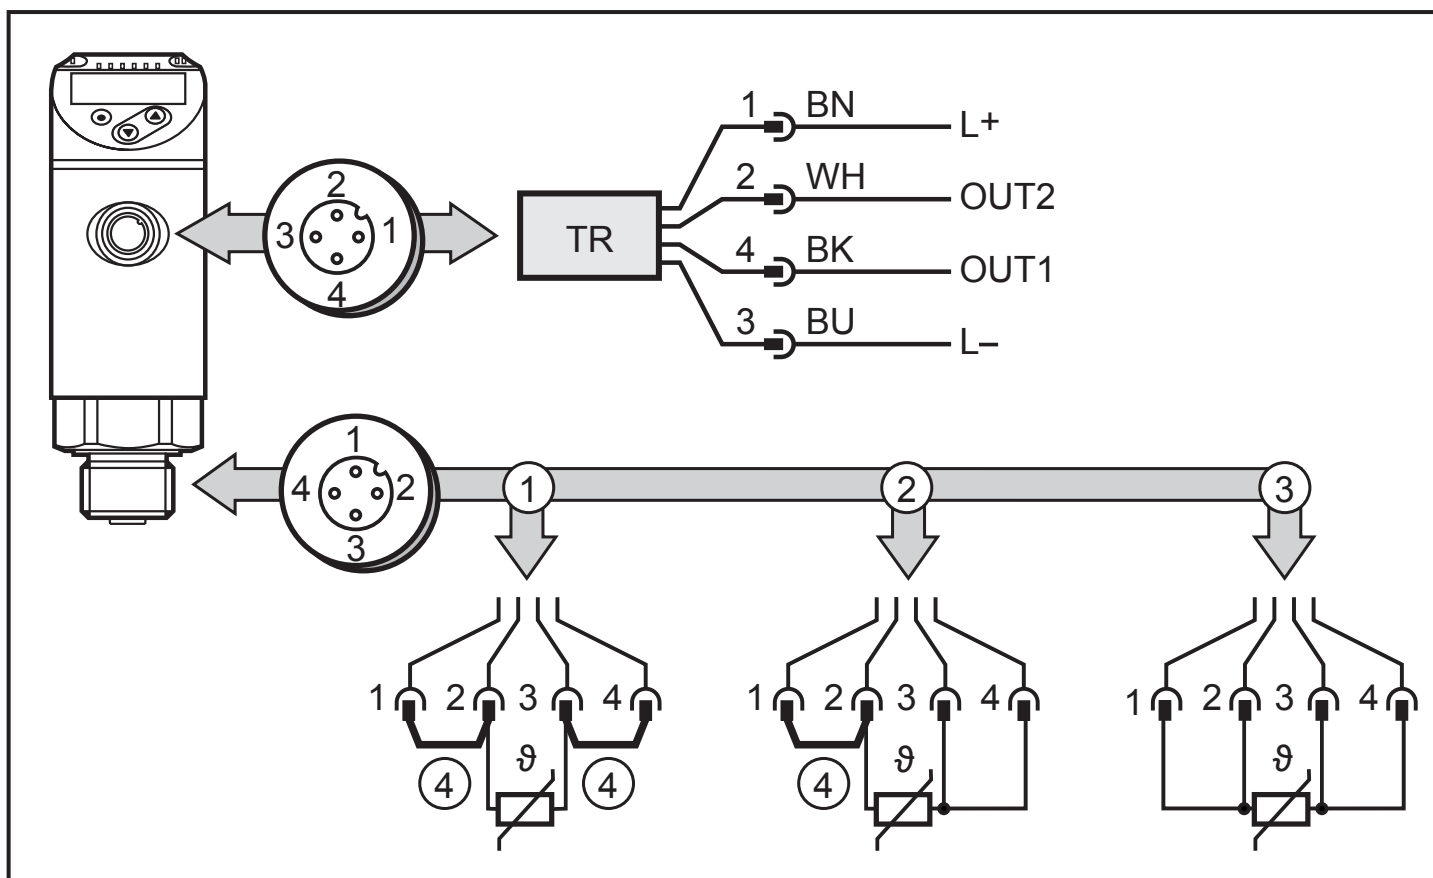 1 BN L+
2
2 WH OUT2
3 1 TR
4 BK OUT1
4
3 BU L–
1
4 2 1 2 3
3
1 2 3 4 1 2 3 4 1 2 3 4
ϑ ϑ ϑ
4 4 4